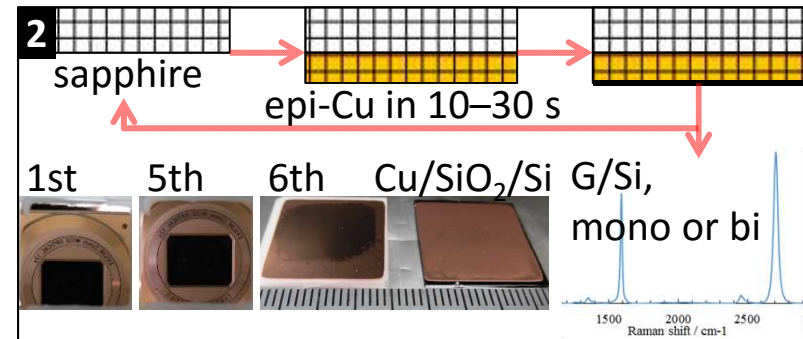 2
sapphire
epi-Cu in 10–30 s
1st 5th 6th Cu/SiO₂/Si G/Si,
mono or bi
1500 2000 2500
Raman shift / cm-1